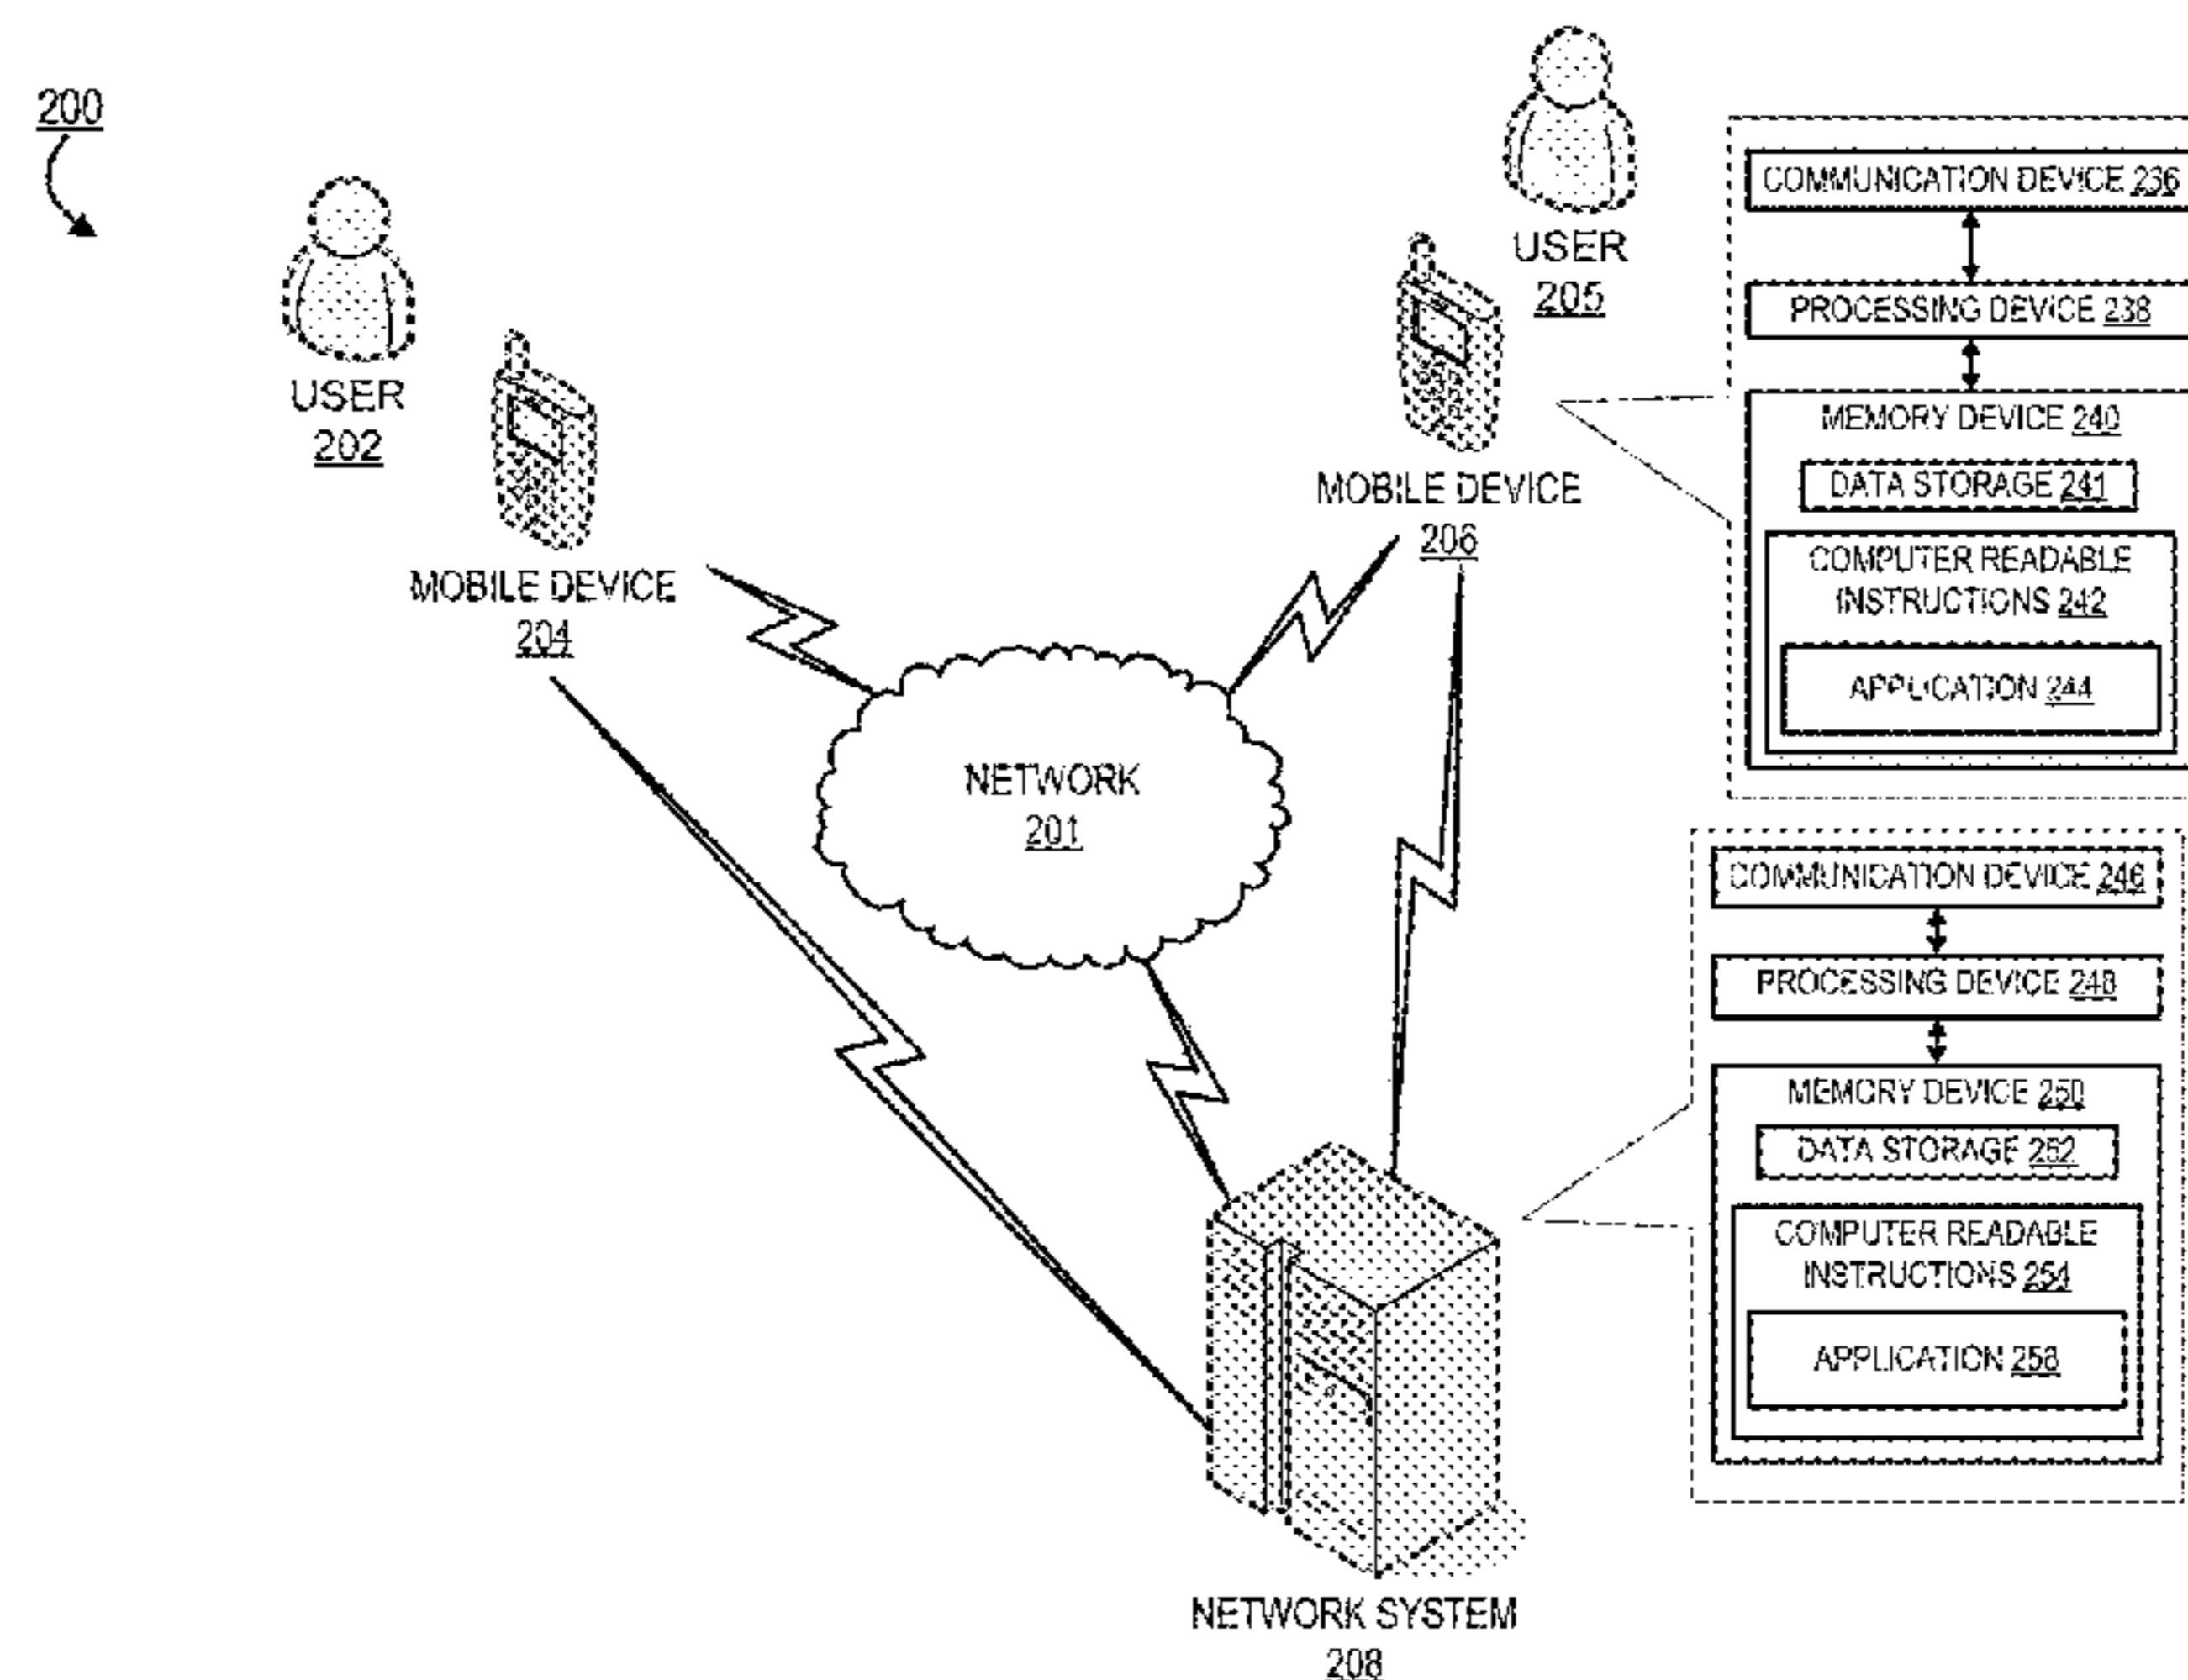 200
USER
202
MOBILE DEVICE
204
USER
205
MOBILE DEVICE
206
NETWORK
201
NETWORK SYSTEM
208
COMMUNICATION DEVICE 236
PROCESSING DEVICE 238
MEMORY DEVICE 240
DATA STORAGE 241
COMPUTER READABLE
INSTRUCTIONS 242
APPLICATION 244
COMMUNICATION DEVICE 246
PROCESSING DEVICE 248
MEMORY DEVICE 250
DATA STORAGE 252
COMPUTER READABLE
INSTRUCTIONS 254
APPLICATION 258